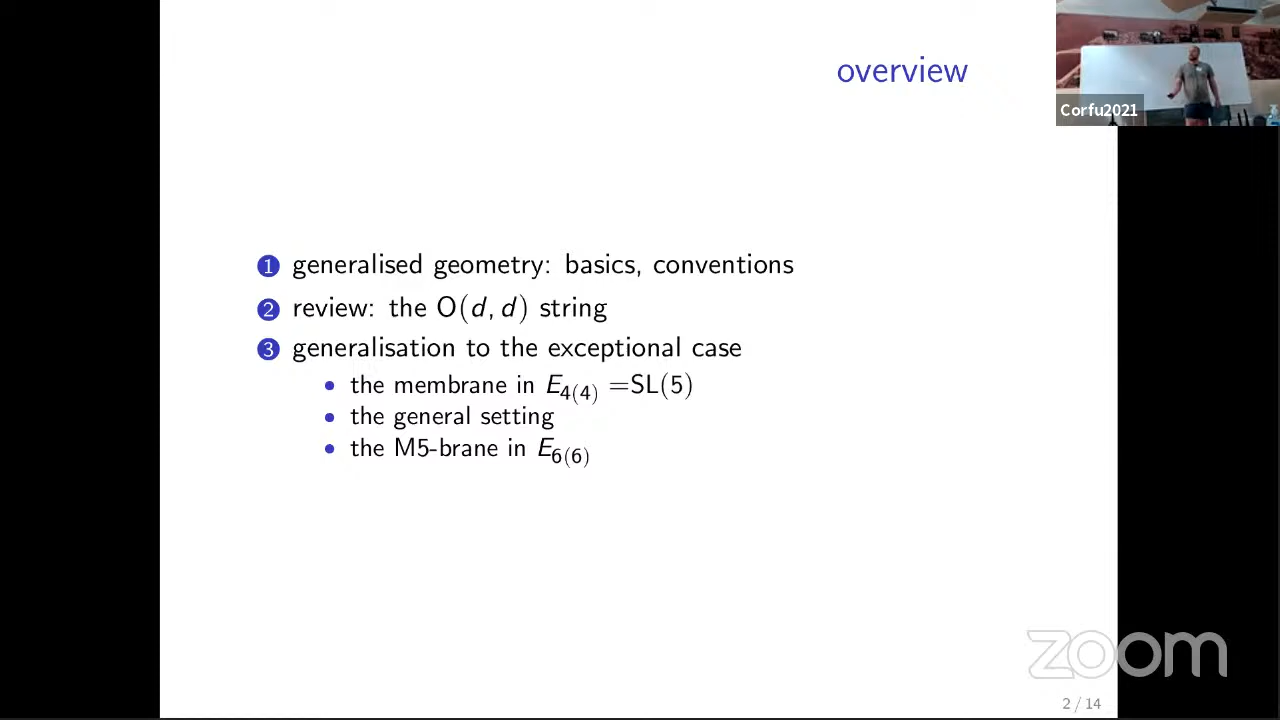 overview
Corfu2021
1 generalised geometry: basics, conventions
2 review: the O(d, d) string
3 generalisation to the exceptional case
• the membrane in E4(4) =SL(5)
• the general setting
• the M5-brane in E6(6)
zoom
2 / 14